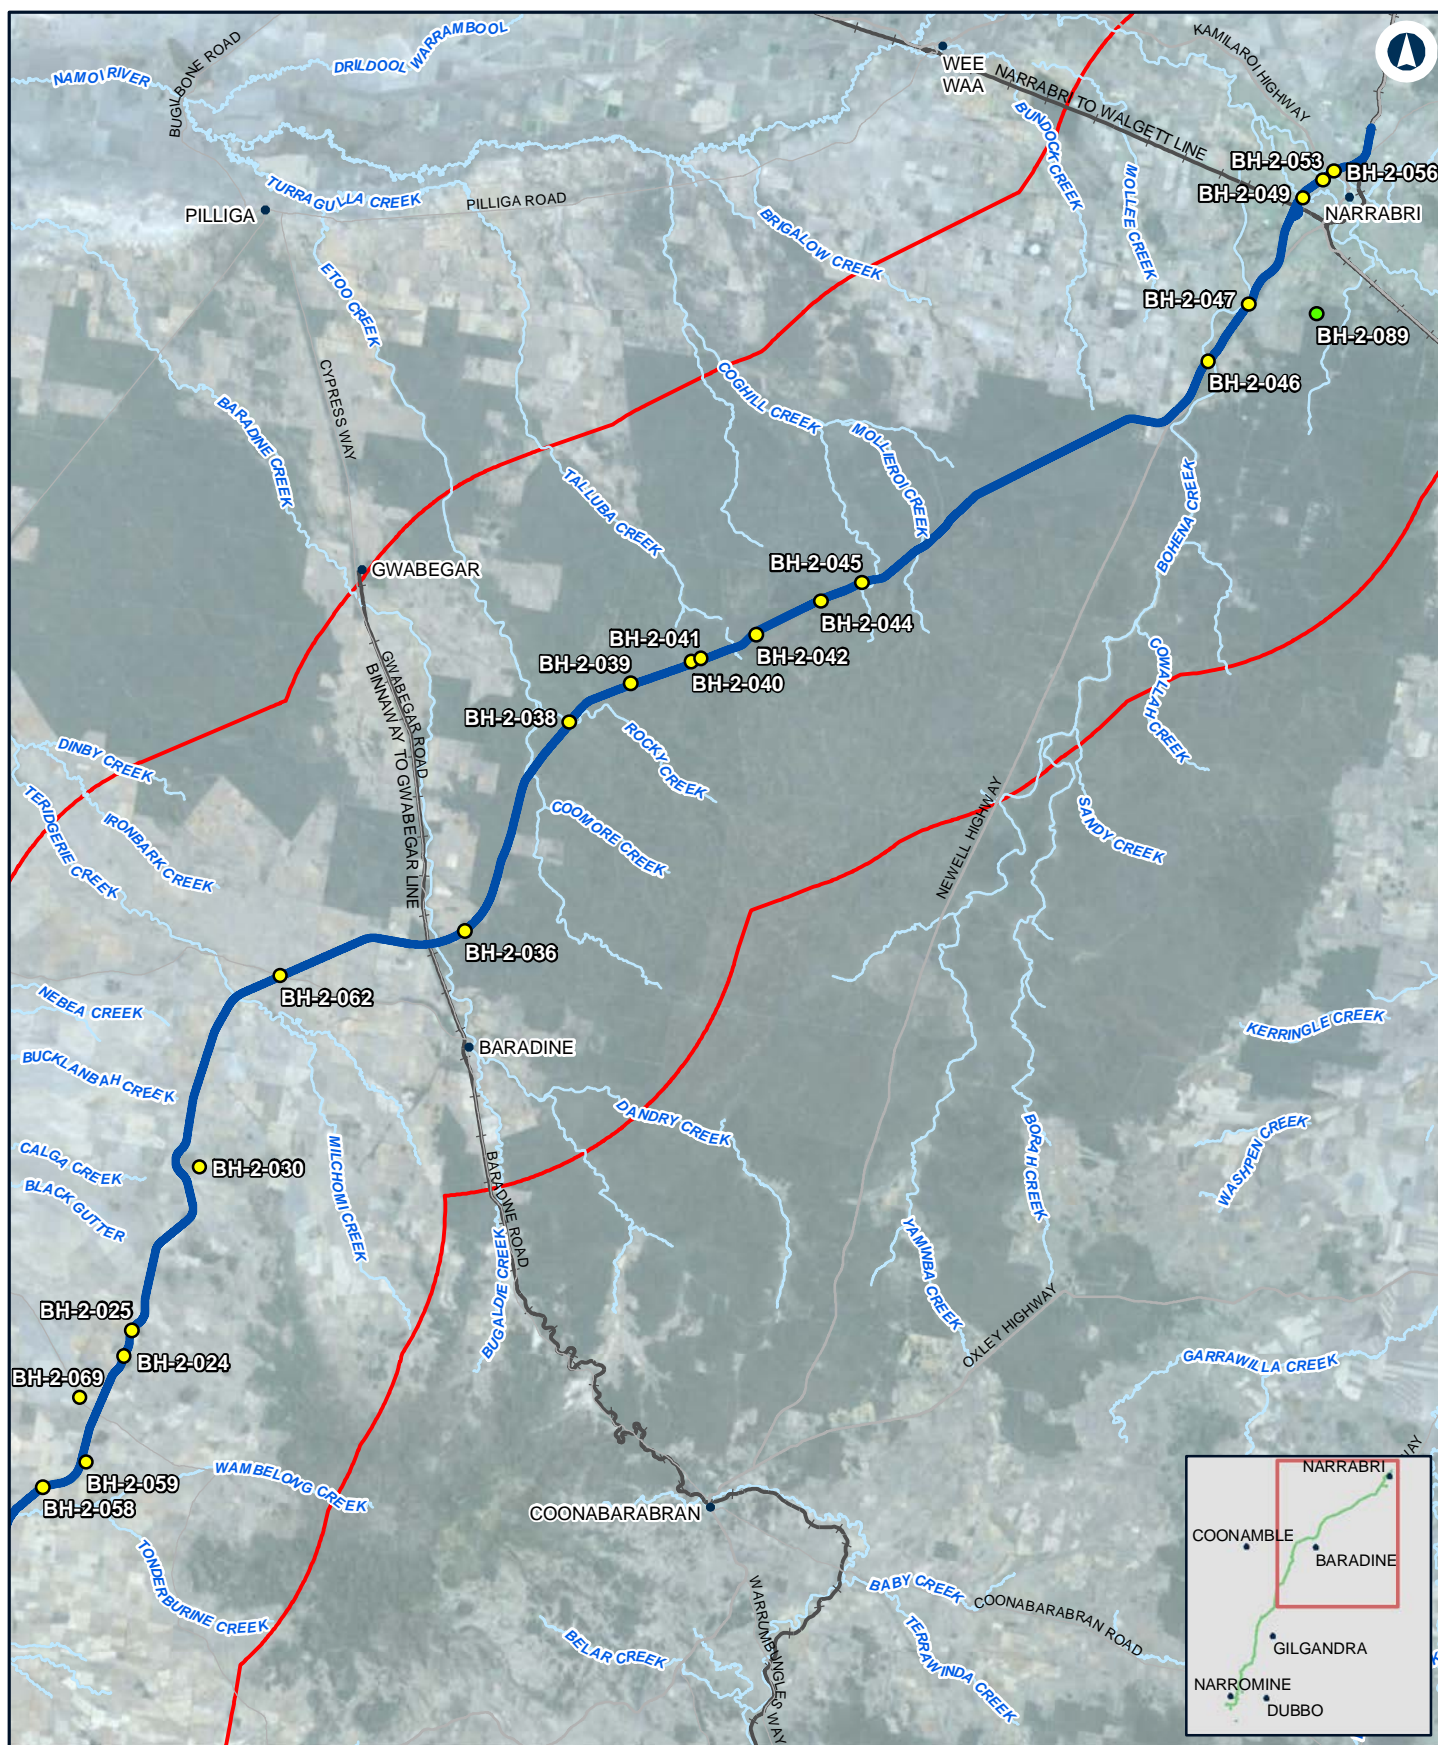 NAMOI RIVER
BUGILBONE ROAD
DRILDOOL WARRAMBOOL
WEE
WAA
NARRABRI TO WALGETT LINE
KAMILAROI HIGHWAY
BUNDOCK CREEK
MOLLEE CREEK
BH-2-053
BH-2-056
BH-2-049
NARRABRI
TURRAGULLA CREEK
PILLIGA ROAD
PILLIGA
BRIGALOW CREEK
ETOO CREEK
BH-2-047
BH-2-089
BH-2-046
CYPRESS WAY
BARADINE CREEK
COGHILL CREEK
MOLLIEROI CREEK
TALLUBA CREEK
BOHENA CREEK
GWABEGAR
BH-2-045
BH-2-044
BH-2-041
BH-2-042
BH-2-039
BH-2-040
BH-2-038
GWABEGAR ROAD
BINNAWAY TO GWABEGAR LINE
COWALLAH CREEK
ROCKY CREEK
DINBY CREEK
TERIDGERIE CREEK
IRONBARK CREEK
COOMORE CREEK
NEWELL HIGHWAY
SANDY CREEK
BH-2-036
BH-2-062
NEBEA CREEK
BARADINE
KERRINGLE CREEK
BUCKLANBAH CREEK
DANDRY CREEK
BORAH CREEK
WASHPEN CREEK
CALGA CREEK
BLACK GUTTER
BH-2-030
MILCHOMI CREEK
BARADINE ROAD
BUGALDIE CREEK
YAMINBA CREEK
OXLEY HIGHWAY
BH-2-025
BH-2-024
BH-2-069
GARRAWILLA CREEK
BH-2-059
BH-2-058
WAMBELONG CREEK
COONABARABRAN
TONDERBURINE CREEK
BABY CREEK
COONABARABRAN ROAD
WARRUMBUNGLES WAY
BELAR CREEK
TERRAWINDA CREEK
NARRABRI
COONAMBLE
BARADINE
GILGANDRA
NARROMINE
DUBBO